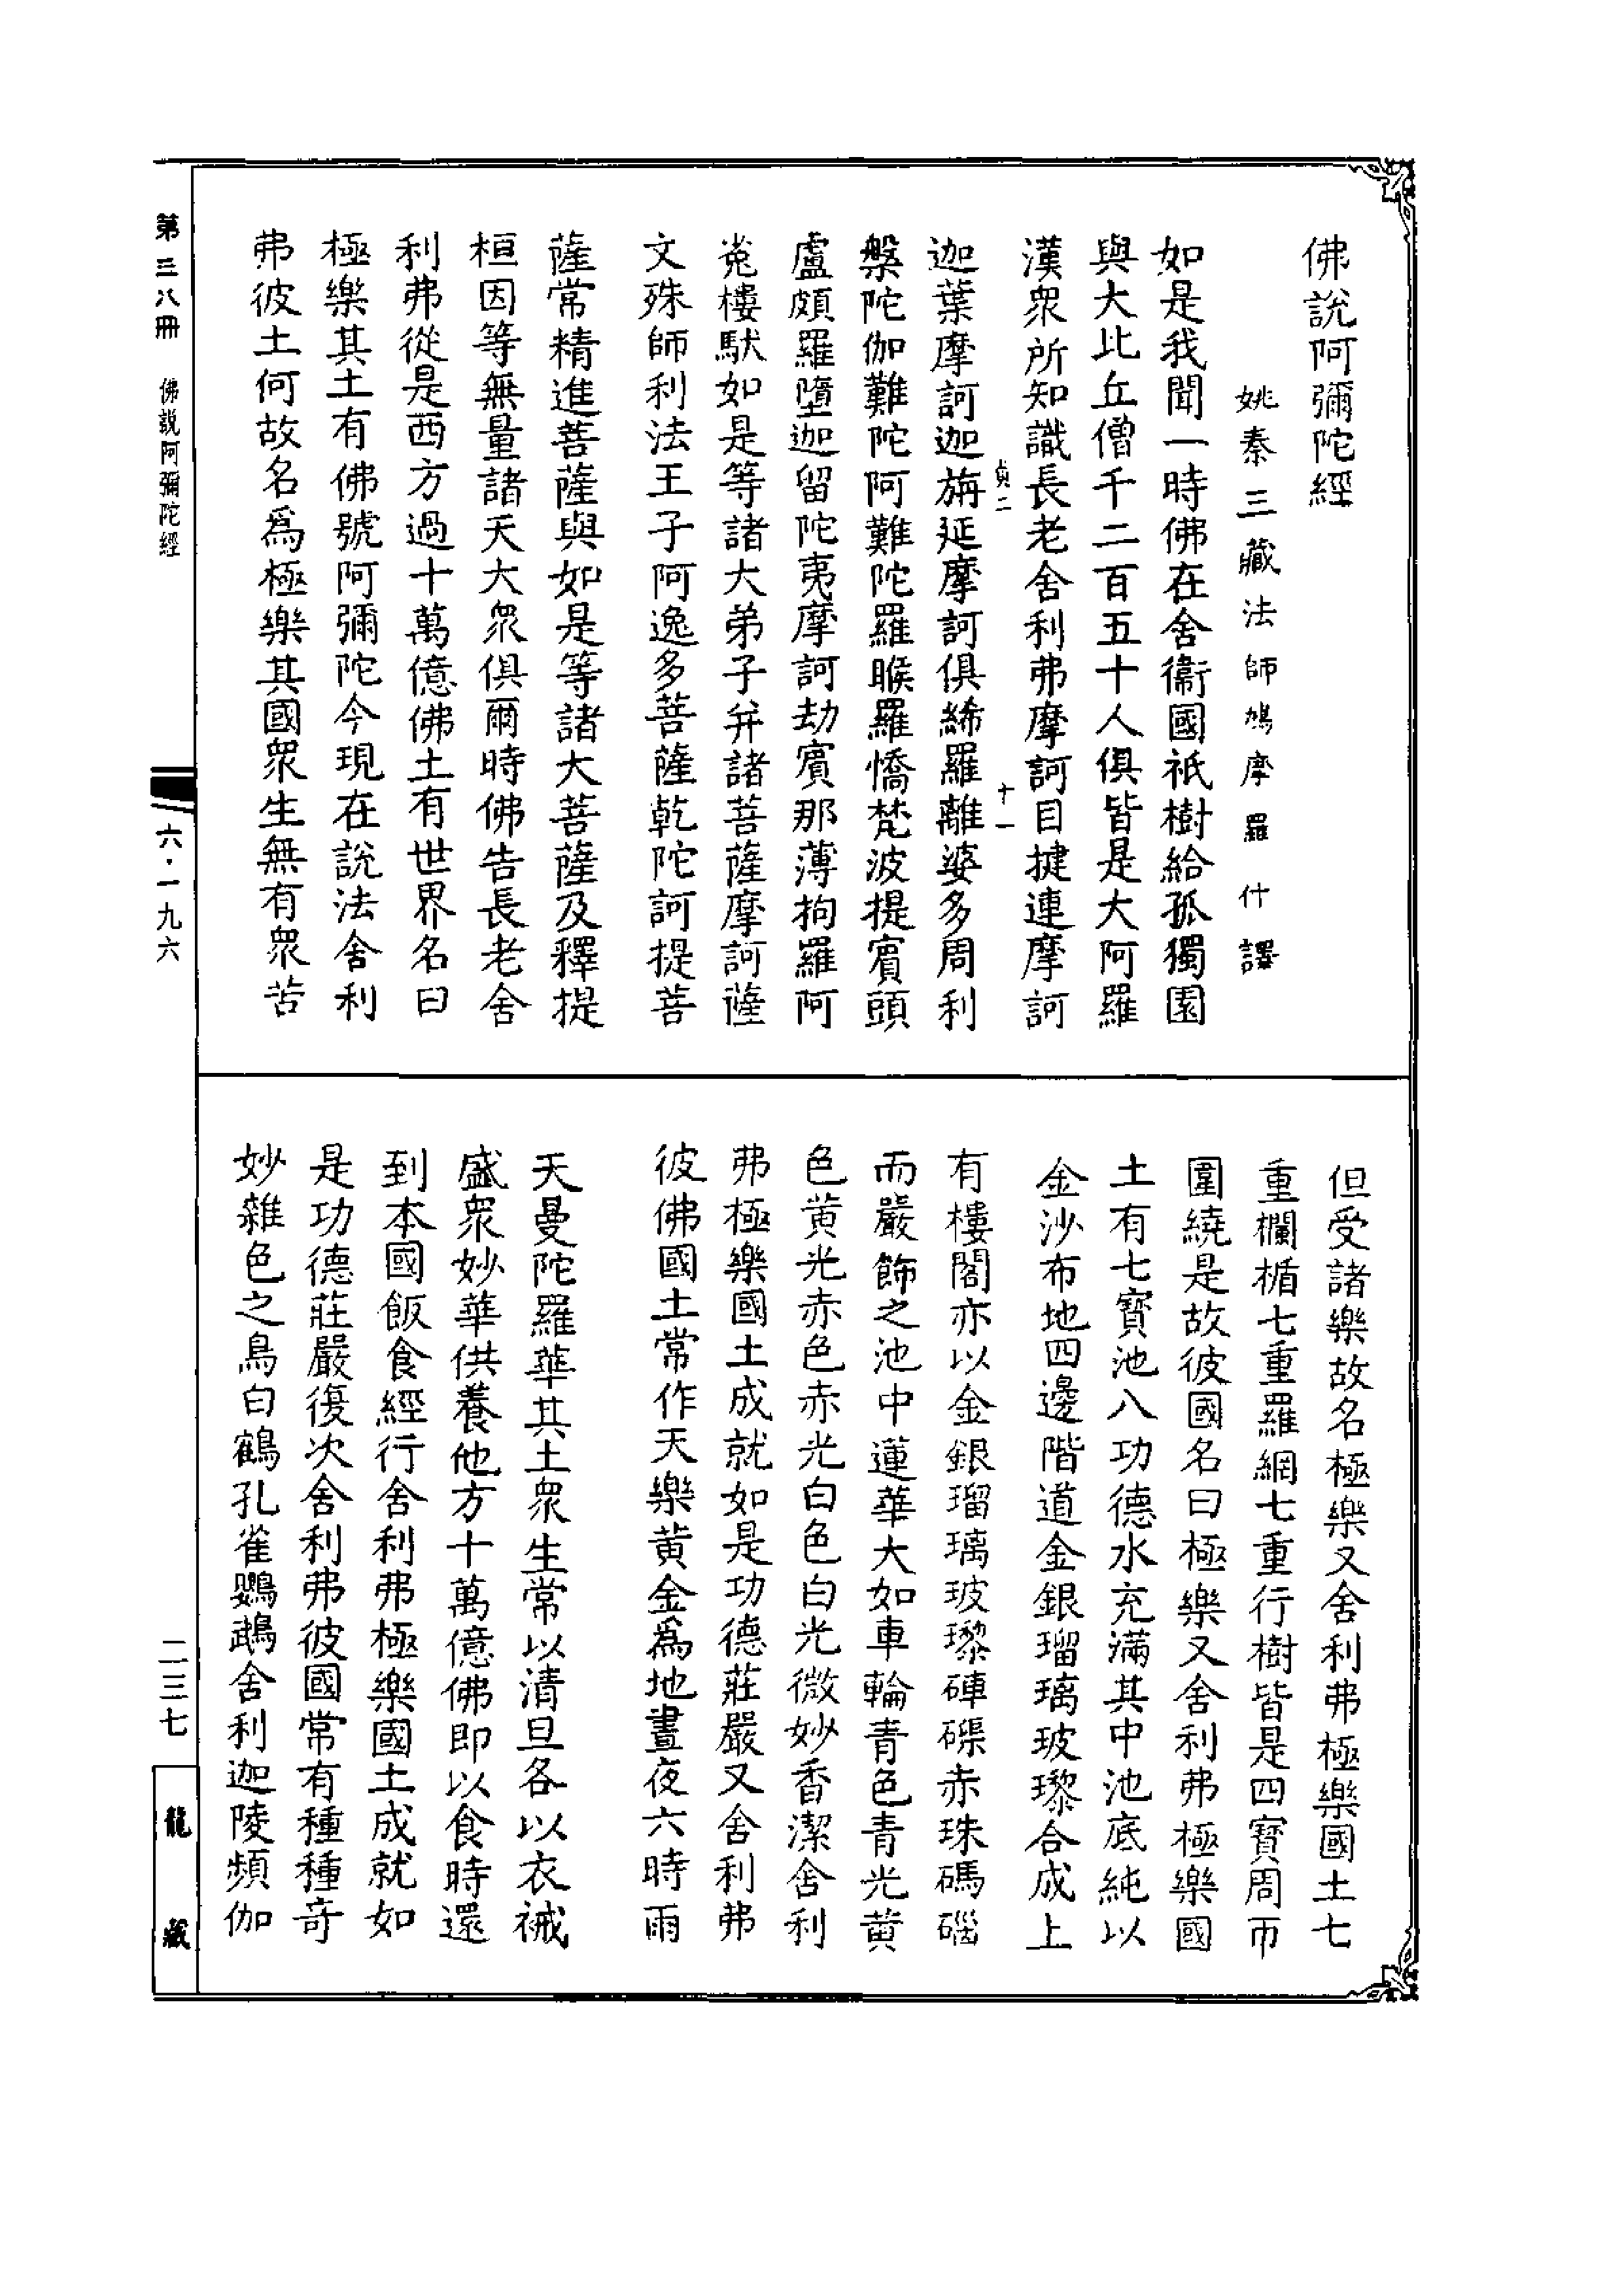 佛說阿彌陀經
姚秦三藏法師鳩摩羅什譯
如是我聞一時佛在舍衞國祇樹給孤獨園
與大比丘僧千二百五十人俱皆是大阿羅
漢衆所知識長老舍利弗摩訶目揵連摩訶
貞二
十一
迦葉摩訶迦旃延摩訶俱絺羅離婆多周利
槃陀伽難陀阿難陀羅睺羅憍梵波提賓頭
盧頗羅墮迦留陀夷摩訶劫賓那薄拘羅阿
㝹樓馱如是等諸大弟子并諸菩薩摩訶薩
文殊師利法王子阿逸多菩薩乾陀訶提菩
薩常精進菩薩與如是等諸大菩薩及釋提
桓因等無量諸天大衆俱爾時佛告長老舍
利弗從是西方過十萬億佛土有世界名曰
極樂其土有佛號阿彌陀今現在說法舍利
弗彼土何故名爲極樂其國衆生無有衆苦
但受諸樂故名極樂又舍利弗極樂國土七
重欄楯七重羅網七重行樹皆是四寶周帀
圍繞是故彼國名曰極樂又舍利弗極樂國
土有七寶池八功德水充滿其中池底純以
金沙布地四邊階道金銀瑠璃玻瓈合成上
有樓閣亦以金銀瑠璃玻瓈硨磲赤珠碼碯
而嚴飾之池中蓮華大如車輪青色青光黄
色黄光赤色赤光白色白光微妙香潔舍利
弗極樂國土成就如是功德莊嚴又舍利弗
彼佛國土常作天樂黄金爲地晝夜六時雨
天曼陀羅華其土衆生常以清旦各以衣祴
盛衆妙華供養他方十萬億佛即以食時還
到本國飯食經行舍利弗極樂國土成就如
是功德莊嚴復次舍利弗彼國常有種種奇
妙雜色之鳥白鶴孔雀鸚鵡舍利迦陵頻伽
第三八冊 佛説阿彌陀經
六·一九六
二三七
龍藏